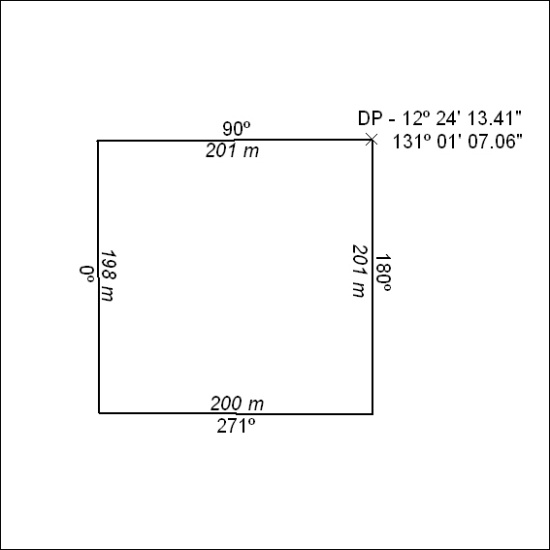 DP - 12º 24' 13.41"
131º 01' 07.06"
90º
201 m
0º
198 m
201 m
180º
200 m
271º